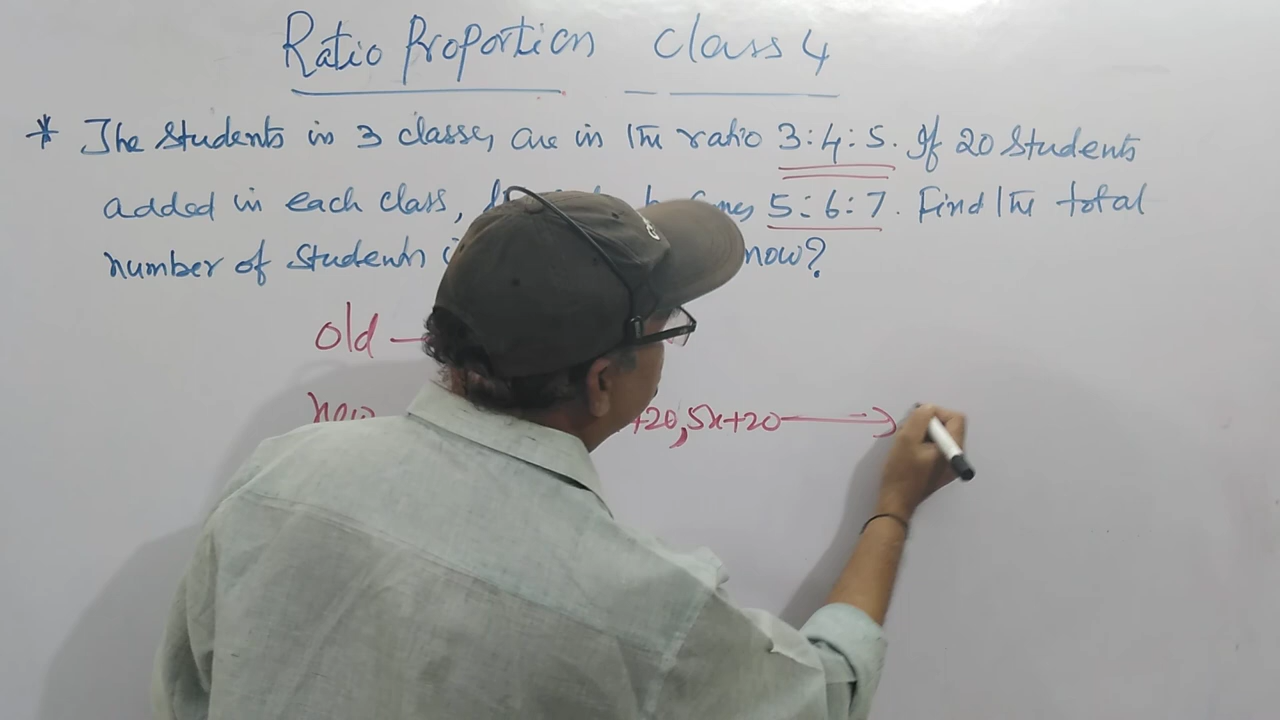 Ratio Proportion Class 4
* The Students in 3 classes are in the ratio 3:4:5. If 20 Students
added in each class, 5:6:7. Find the total
number of Students now?
old
new +20, 5x+20